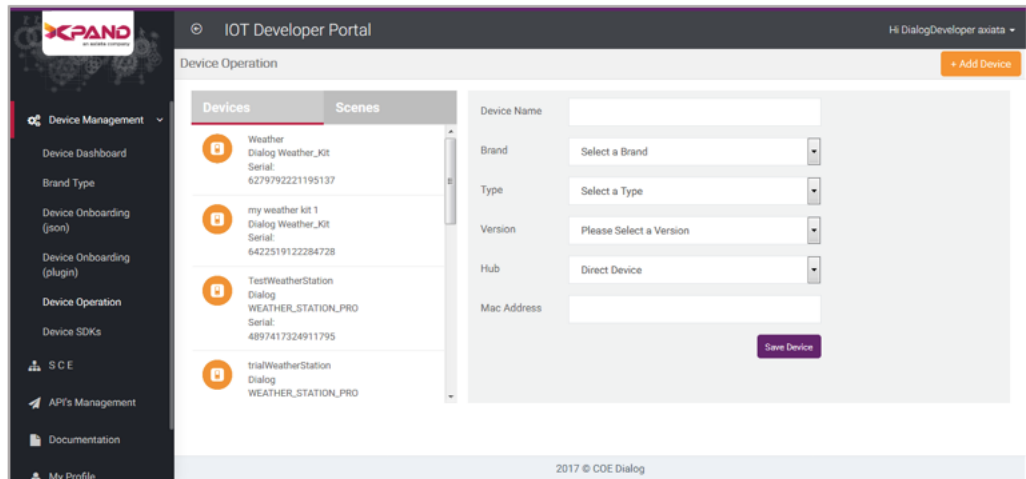 XPAND
an axiata company
IOT Developer Portal
Hi DialogDeveloper axiata
Device Operation
+ Add Device
Device Management
Device Dashboard
Brand Type
Device Onboarding
(json)
Device Onboarding
(plugin)
Device Operation
Device SDKs
S C E
API's Management
Documentation
My Profile
Devices
Scenes
Weather
Dialog Weather_Kit
Serial:
6279792221195137
my weather kit 1
Dialog Weather_Kit
Serial:
6422519122284728
TestWeatherStation
Dialog
WEATHER_STATION_PRO
Serial:
4897417324911795
trialWeatherStation
Dialog
WEATHER_STATION_PRO
Device Name
Brand
Select a Brand
Type
Select a Type
Version
Please Select a Version
Hub
Direct Device
Mac Address
Save Device
2017 © COE Dialog